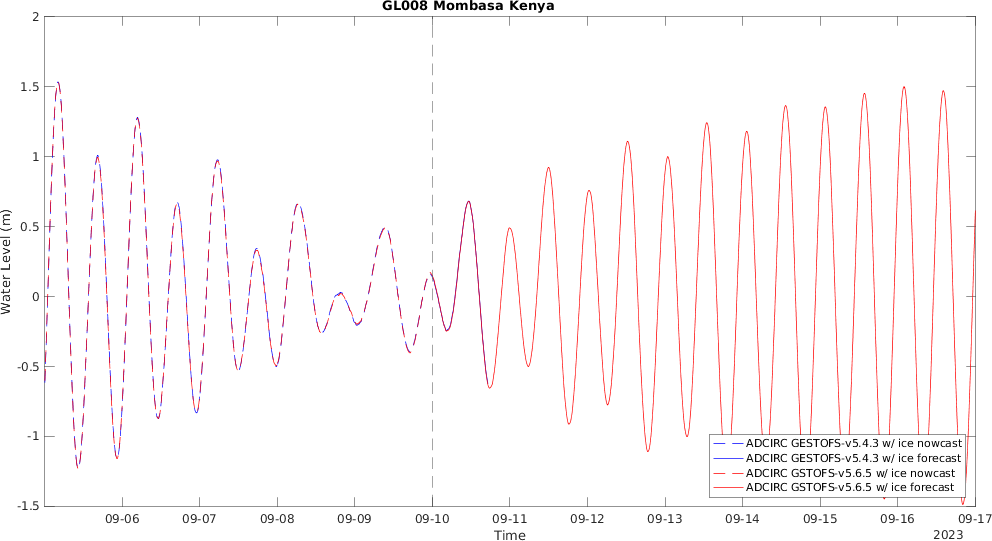 GL008 Mombasa Kenya
2
1.5
1
0.5
0
-0.5
-1
-1.5
Water Level (m)
ADCIRC GESTOFS-v5.4.3 w/ ice nowcast
ADCIRC GESTOFS-v5.4.3 w/ ice forecast
ADCIRC GSTOFS-v5.6.5 w/ ice nowcast
ADCIRC GSTOFS-v5.6.5 w/ ice forecast
09-06 09-07 09-08 09-09 09-10 09-11 09-12 09-13 09-14 09-15 09-16 09-17
Time
2023